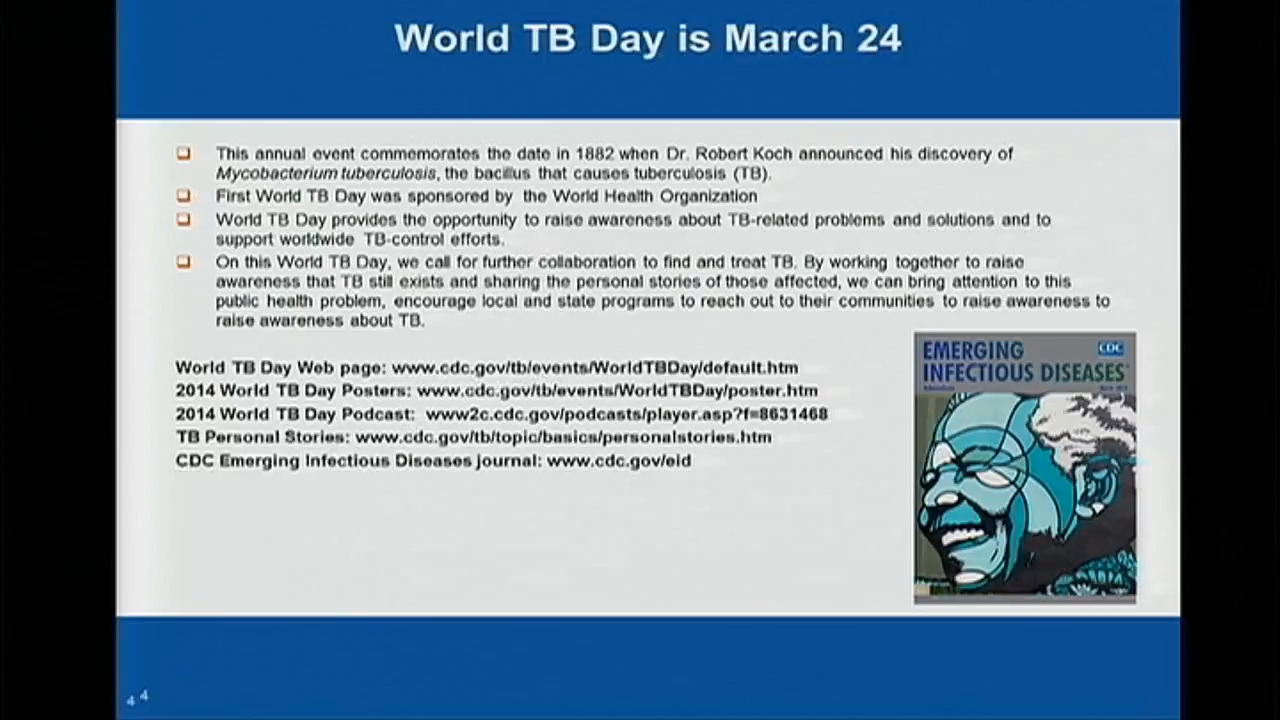 World TB Day is March 24
This annual event commemorates the date in 1882 when Dr. Robert Koch announced his discovery of
Mycobacterium tuberculosis, the bacillus that causes tuberculosis (TB).
First World TB Day was sponsored by the World Health Organization
World TB Day provides the opportunity to raise awareness about TB-related problems and solutions and to
support worldwide TB-control efforts.
On this World TB Day, we call for further collaboration to find and treat TB. By working together to raise
awareness that TB still exists and sharing the personal stories of those affected, we can bring attention to this
public health problem, encourage local and state programs to reach out to their communities to raise awareness to
raise awareness about TB.
World TB Day Web page: www.cdc.gov/tb/events/WorldTBDay/default.htm
2014 World TB Day Posters: www.cdc.gov/tb/events/WorldTBDay/poster.htm
2014 World TB Day Podcast: www2c.cdc.gov/podcasts/player.asp?f=8631468
TB Personal Stories: www.cdc.gov/tb/topic/basics/personalstories.htm
CDC Emerging Infectious Diseases journal: www.cdc.gov/eid
EMERGING CDC
INFECTIOUS DISEASES
4 4